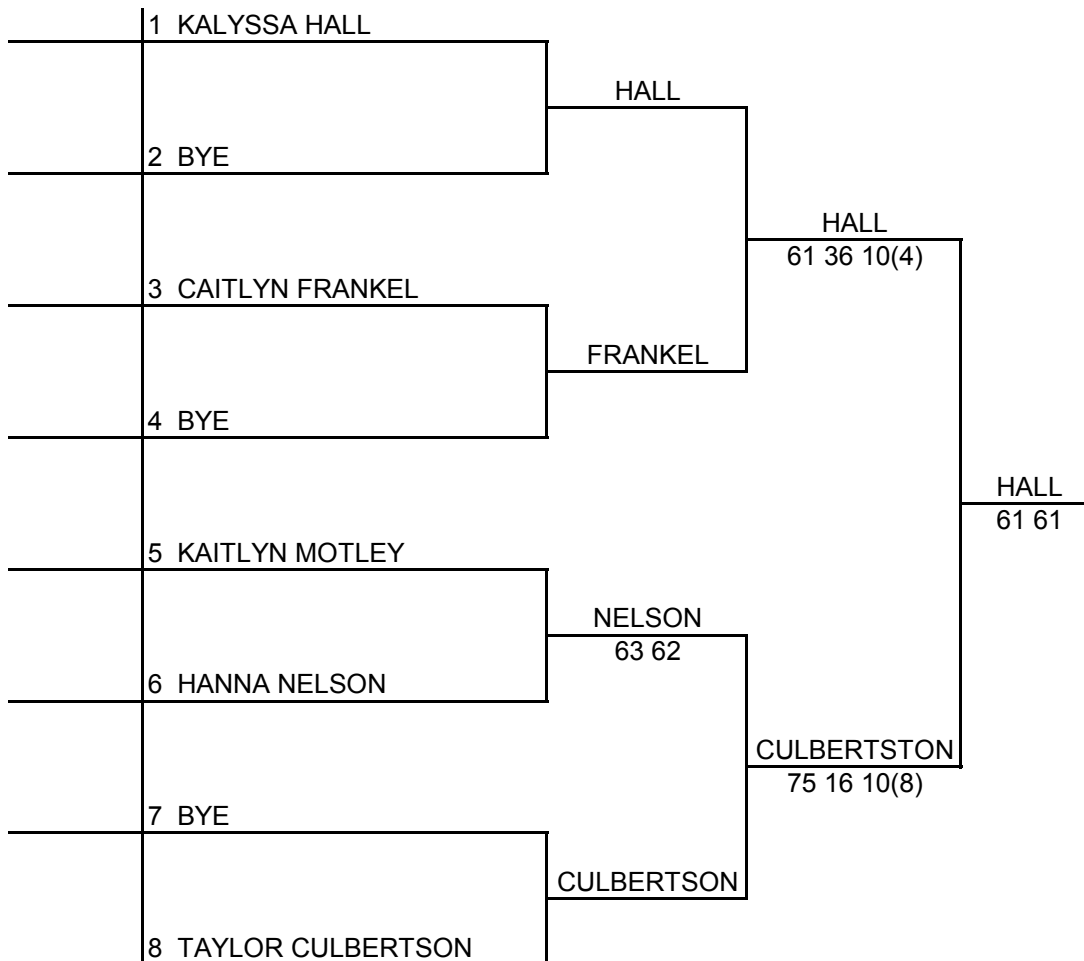 1 KALYSSA HALL
HALL
2 BYE
HALL
61 36 10(4)
3 CAITLYN FRANKEL
FRANKEL
4 BYE
HALL
61 61
5 KAITLYN MOTLEY
NELSON
63 62
6 HANNA NELSON
CULBERTSTON
75 16 10(8)
7 BYE
CULBERTSON
8 TAYLOR CULBERTSON